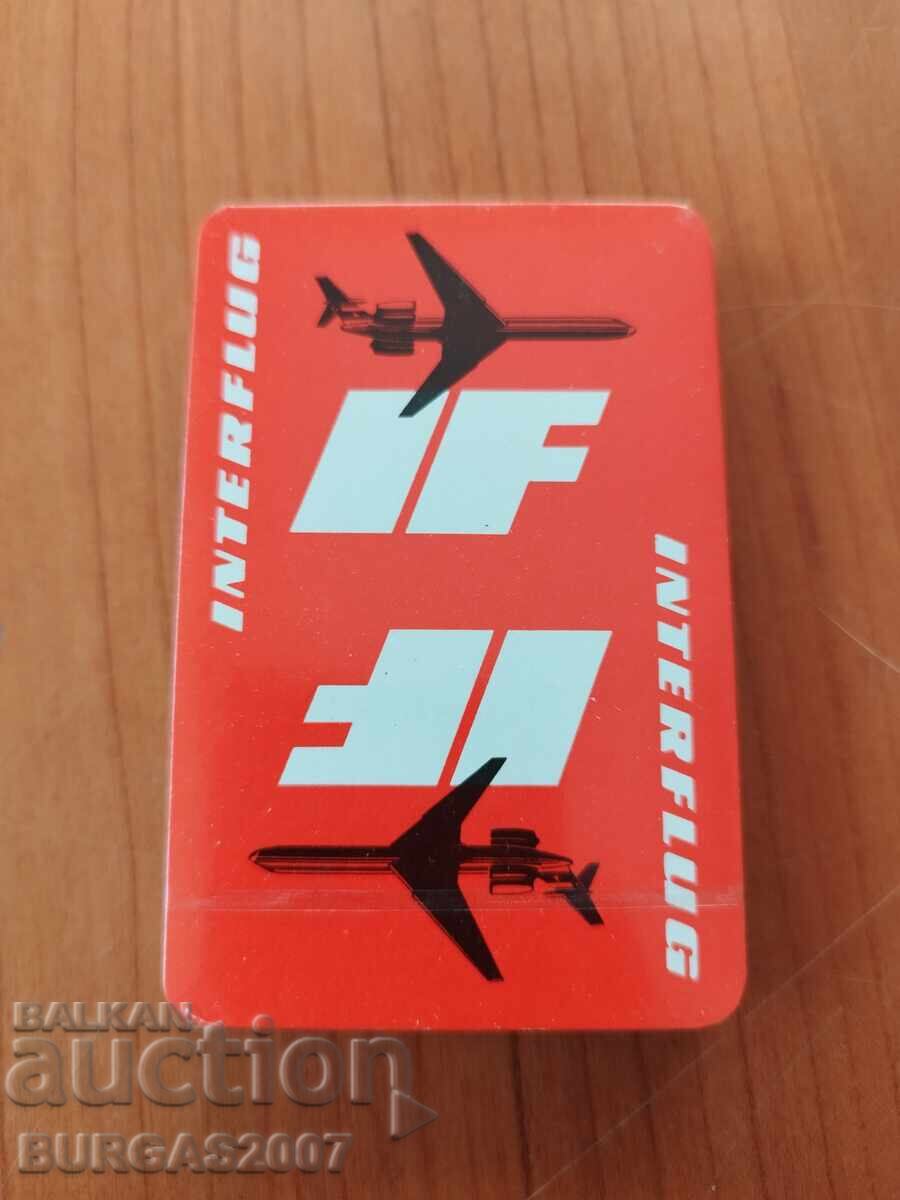 INTERFLUG
IF
IF
INTERFLUG
BALKAN
auction
BURGAS2007